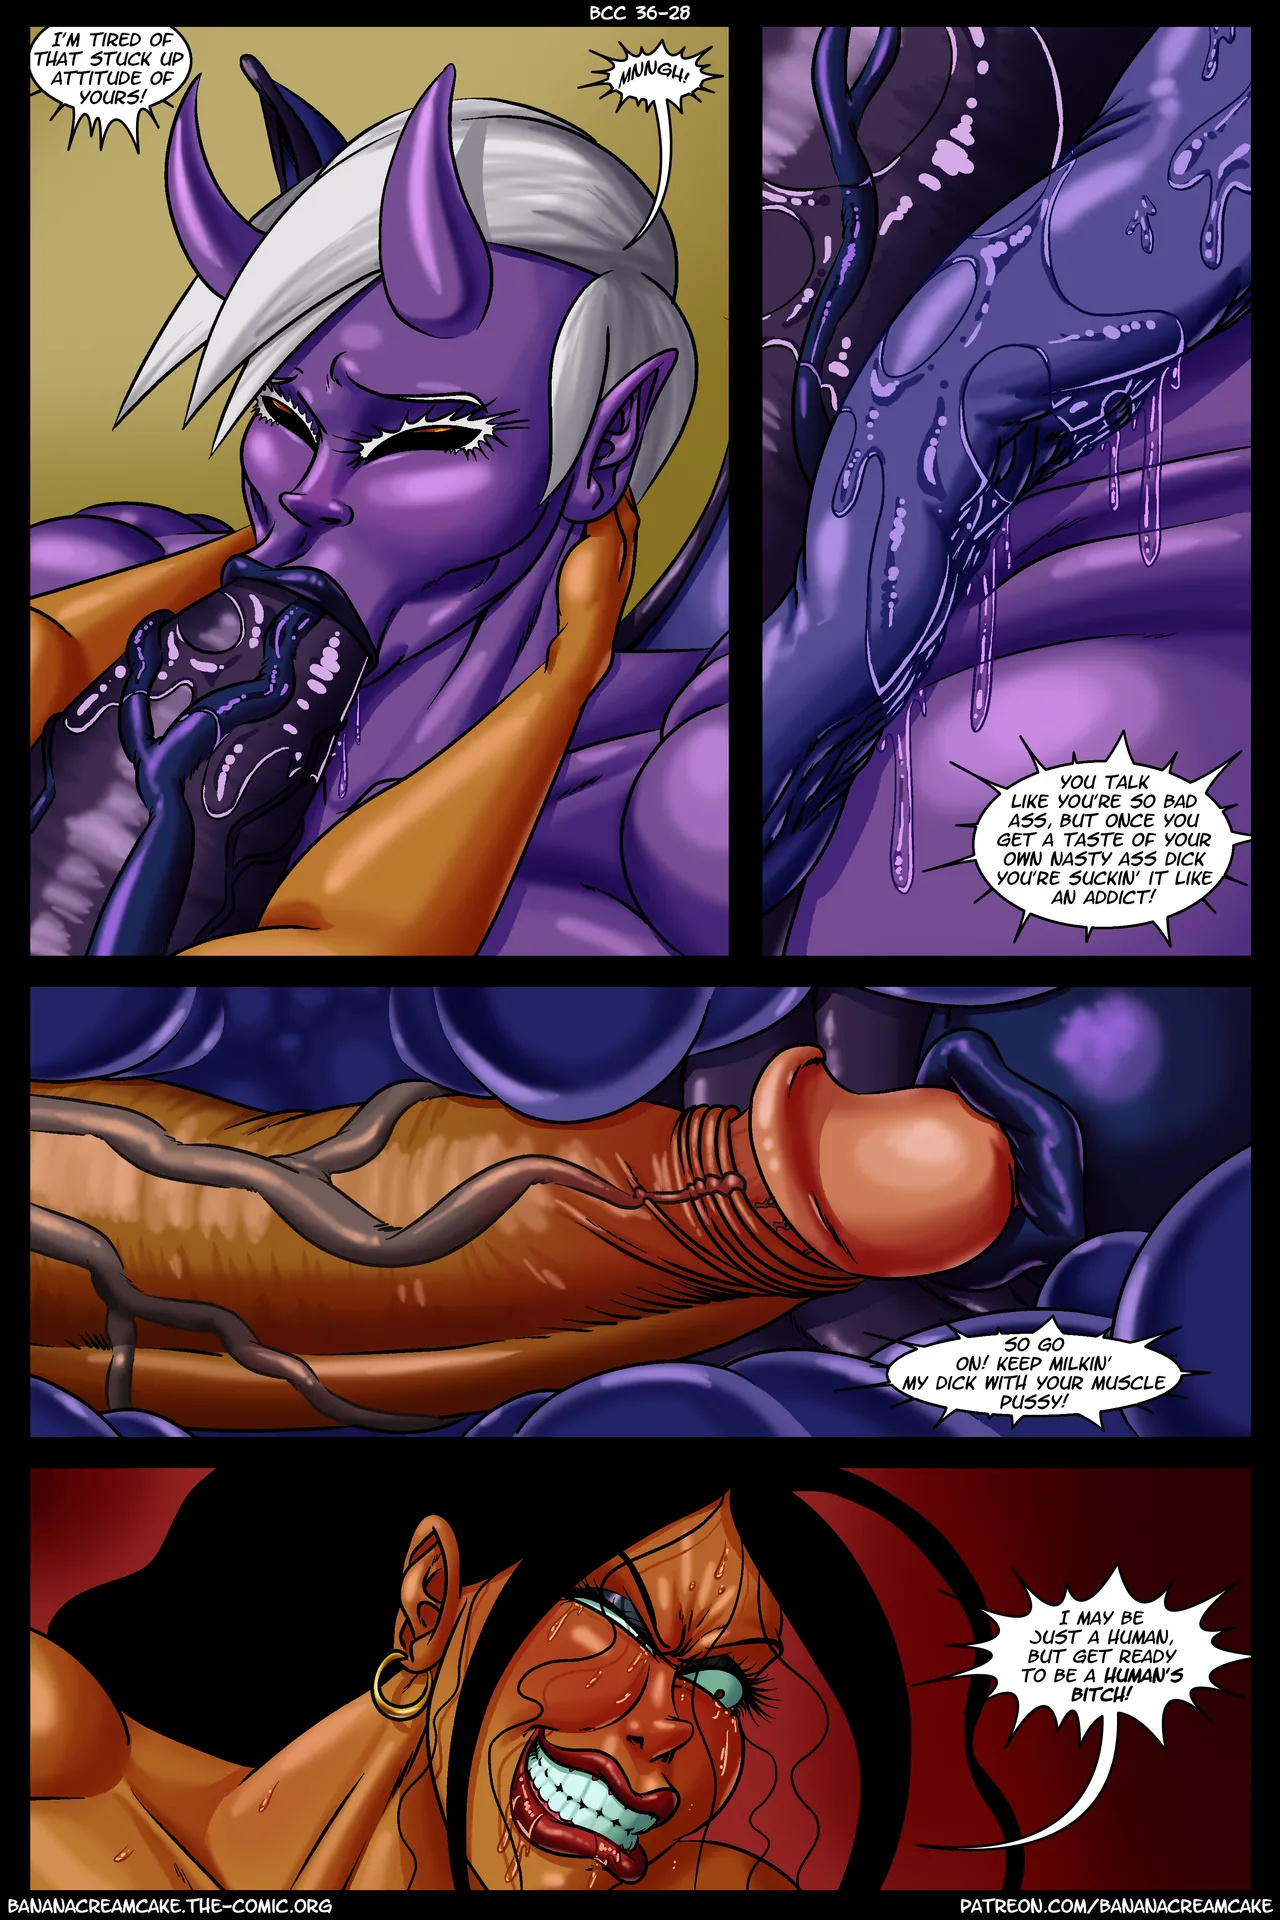 BCC 36-28
I'M TIRED OF
THAT STUCK UP
ATTITUDE OF
YOURS!
MNNGH!
YOU TALK
LIKE YOU'RE SO BAD
ASS, BUT ONCE YOU
GET A TASTE OF YOUR
OWN NASTY ASS DICK
YOU'RE SUCKIN' IT LIKE
AN ADDICT!
SO GO
ON! KEEP MILKIN'
MY DICK WITH YOUR MUSCLE
PUSSY!
I MAY BE
JUST A HUMAN,
BUT GET READY
TO BE A HUMAN'S
BITCH!
BANANACREAMCAKE.THE-COMIC.ORG
PATREON.COM/BANANACREAMCAKE